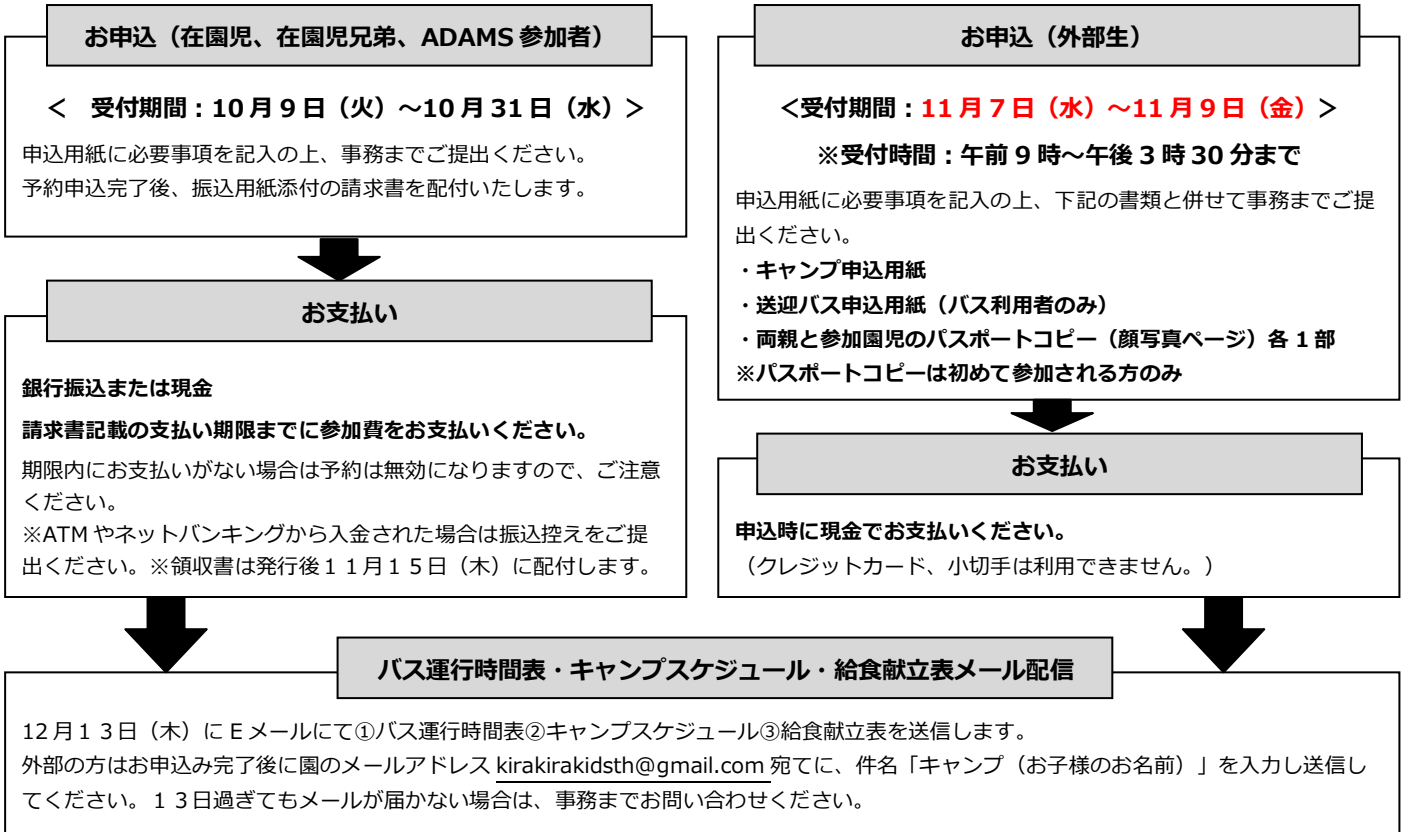 お申込（在園児、在園児兄弟、ADAMS 参加者）
＜　受付期間：10 月 9 日（火）～10 月 31 日（水）＞
申込用紙に必要事項を記入の上、事務までご提出ください。
予約申込完了後、振込用紙添付の請求書を配付いたします。
お支払い
銀行振込または現金
請求書記載の支払い期限までに参加費をお支払いください。
期限内にお支払いがない場合は予約は無効になりますので、ご注意
ください。
※ATM やネットバンキングから入金された場合は振込控えをご提
出ください。※領収書は発行後１１月１５日（木）に配付します。
お申込（外部生）
＜受付期間：11 月 7 日（水）～11 月 9 日（金）＞
※受付時間：午前 9 時～午後 3 時 30 分まで
申込用紙に必要事項を記入の上、下記の書類と併せて事務までご提
出ください。
・キャンプ申込用紙
・送迎バス申込用紙（バス利用者のみ）
・両親と参加園児のパスポートコピー（顔写真ページ）各 1 部
※パスポートコピーは初めて参加される方のみ
お支払い
申込時に現金でお支払いください。
（クレジットカード、小切手は利用できません。）
バス運行時間表・キャンプスケジュール・給食献立表メール配信
12 月１３日（木）に E メールにて①バス運行時間表②キャンプスケジュール③給食献立表を送信します。
外部の方はお申込み完了後に園のメールアドレス kirakirakidsth@gmail.com 宛てに、件名「キャンプ（お子様のお名前）」を入力し送信し
てください。１３日過ぎてもメールが届かない場合は、事務までお問い合わせください。